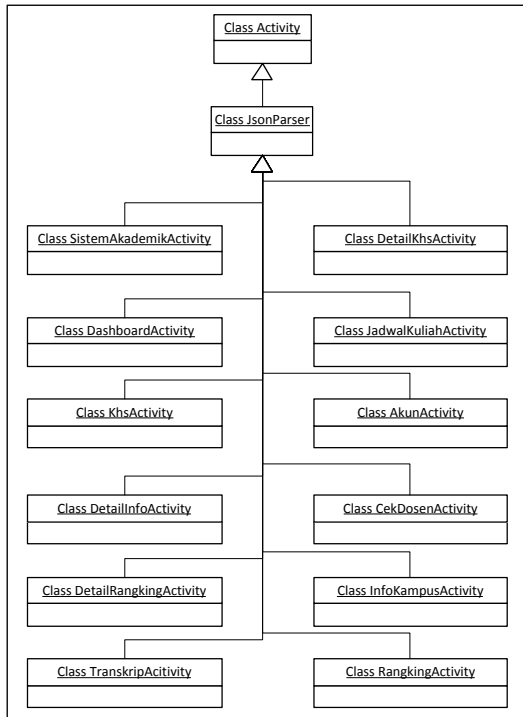 Class Activity
Class JsonParser
Class SistemAkademikActivity
Class DetailKhsActivity
Class DashboardActivity
Class JadwalKuliahActivity
Class KhsActivity
Class AkunActivity
Class DetailInfoActivity
Class CekDosenActivity
Class DetailRangkingActivity
Class InfoKampusActivity
Class TranskripAcitivity
Class RangkingActivity